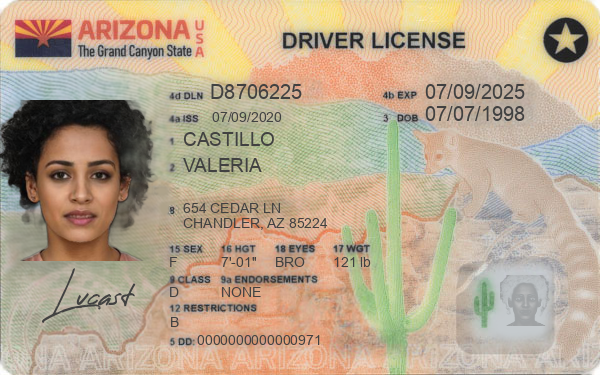 ARIZONA USA
The Grand Canyon State
DRIVER LICENSE
4d DLN D8706225
4b EXP 07/09/2025
4a ISS 07/09/2020
3 DOB 07/07/1998
1 CASTILLO
2 VALERIA
8 654 CEDAR LN
CHANDLER, AZ 85224
15 SEX 16 HGT 18 EYES 17 WGT
F 7'-01" BRO 121 lb
9 CLASS 9a ENDORSEMENTS
D NONE
12 RESTRICTIONS
B
5 DD: 0000000000000971
ARIZONA ARIZONA ARIZONA ARIZONA